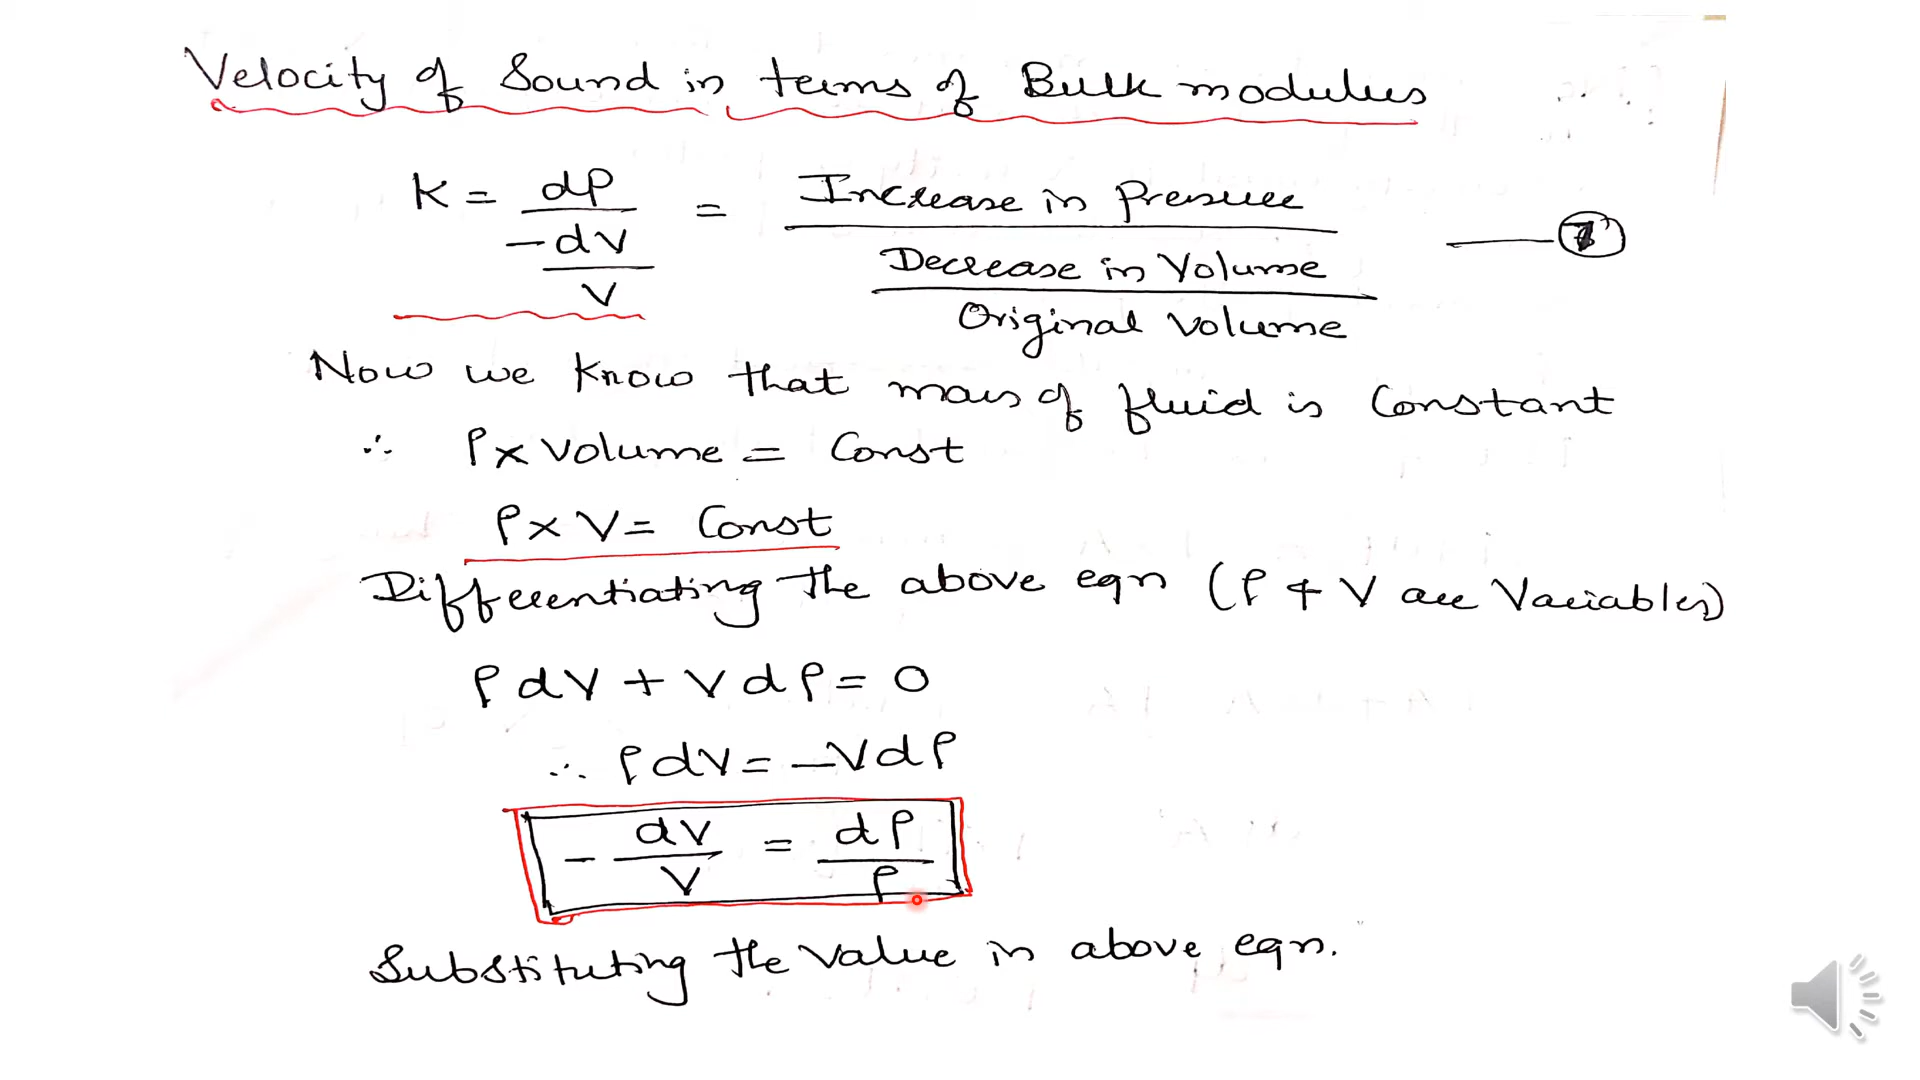 Velocity of Sound in terms of Bulk modulus
K = dP / (-dV / V) = Increase in Pressure / (Decrease in Volume / Original Volume) —
Now we know that mass of fluid is Constant
∴ ρ x Volume = Const
ρ x V = Const
Differentiating the above eqn (ρ & V are Variables)
ρ dV + V dρ = 0
∴ ρ dV = -V dρ
- dV / V = dρ / ρ
Substituting the Value in above eqn.